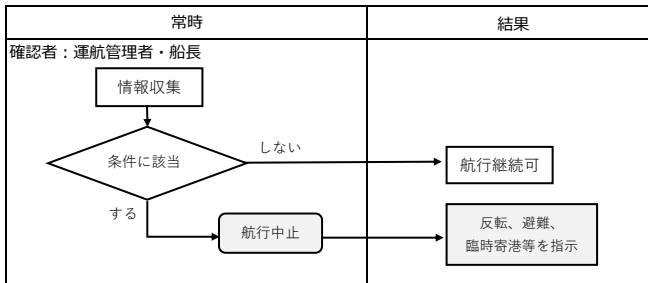 常時
結果
確認者：運航管理者・船長
情報収集
条件に該当
しない
航行継続可
する
航行中止
反転、避難、
臨時寄港等を指示